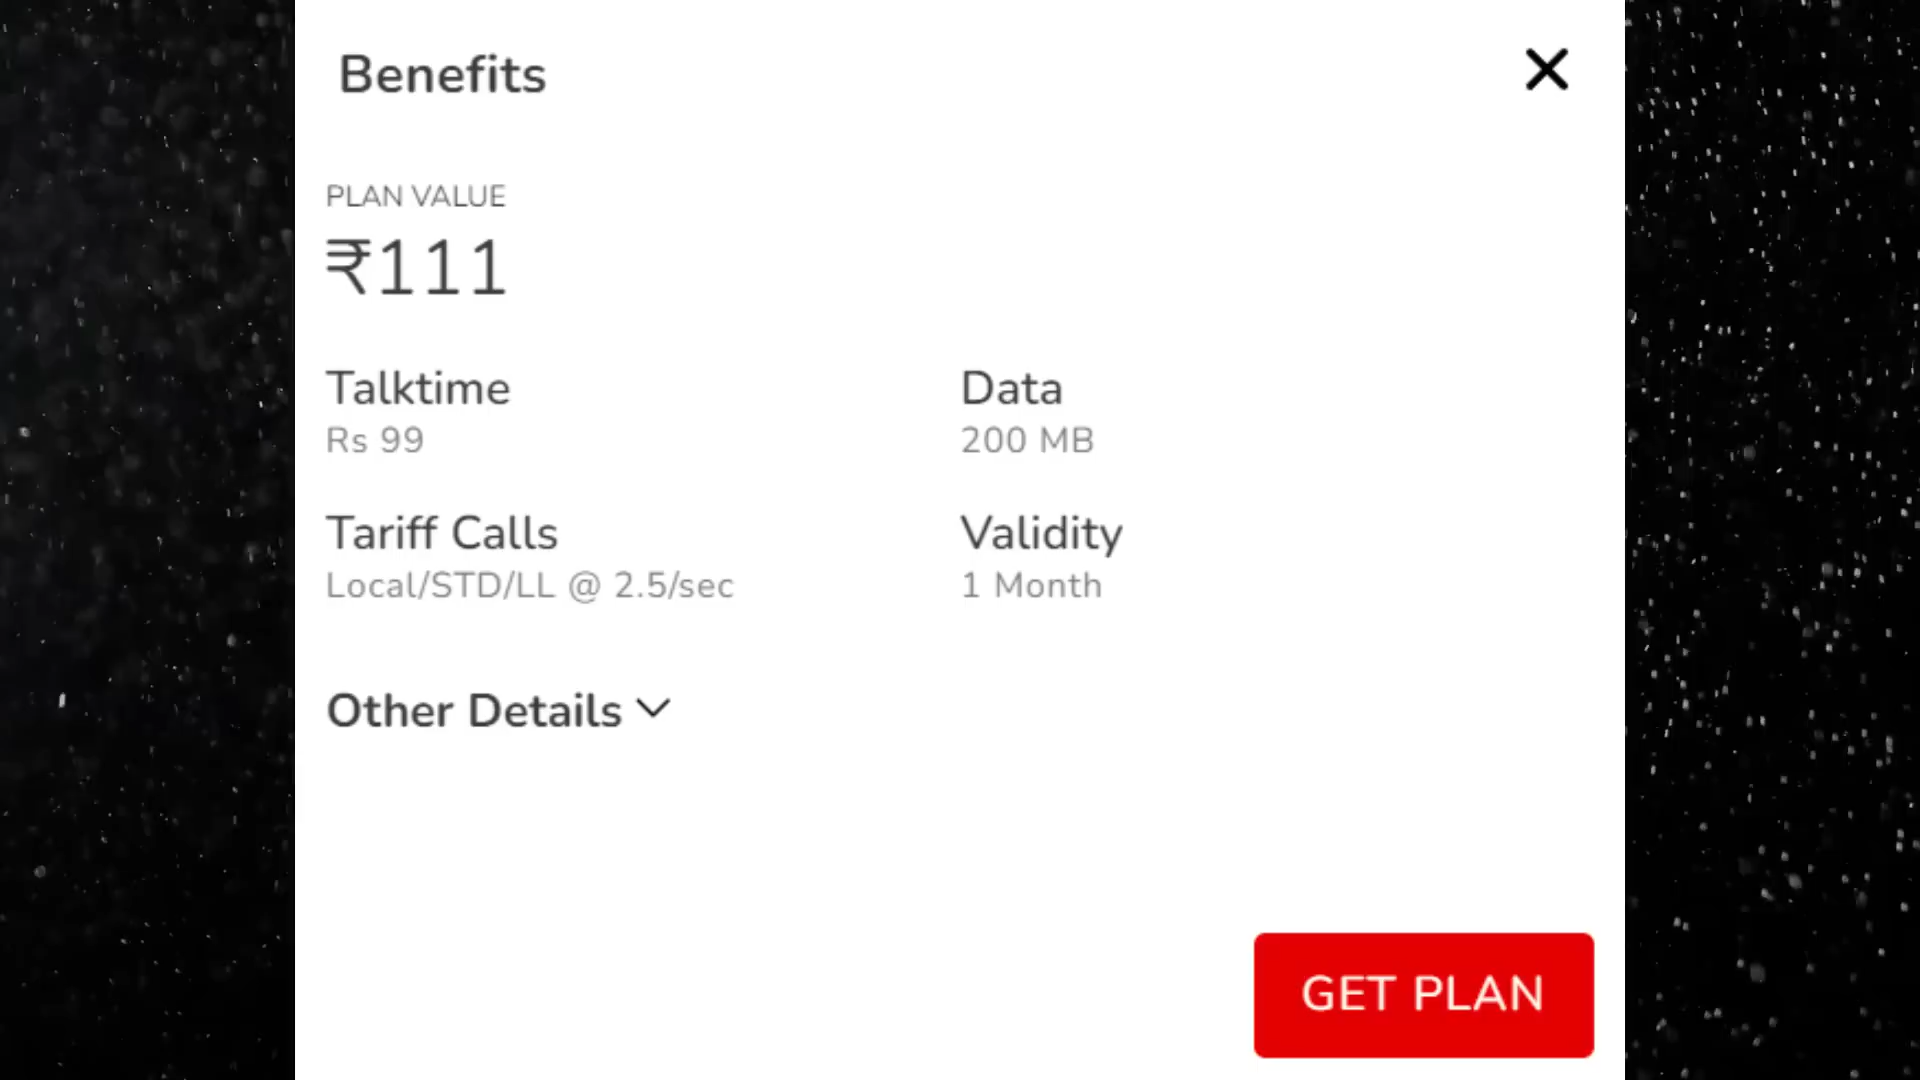 Benefits
PLAN VALUE
₹111
Talktime
Rs 99
Data
200 MB
Tariff Calls
Local/STD/LL @ 2.5/sec
Validity
1 Month
Other Details
GET PLAN